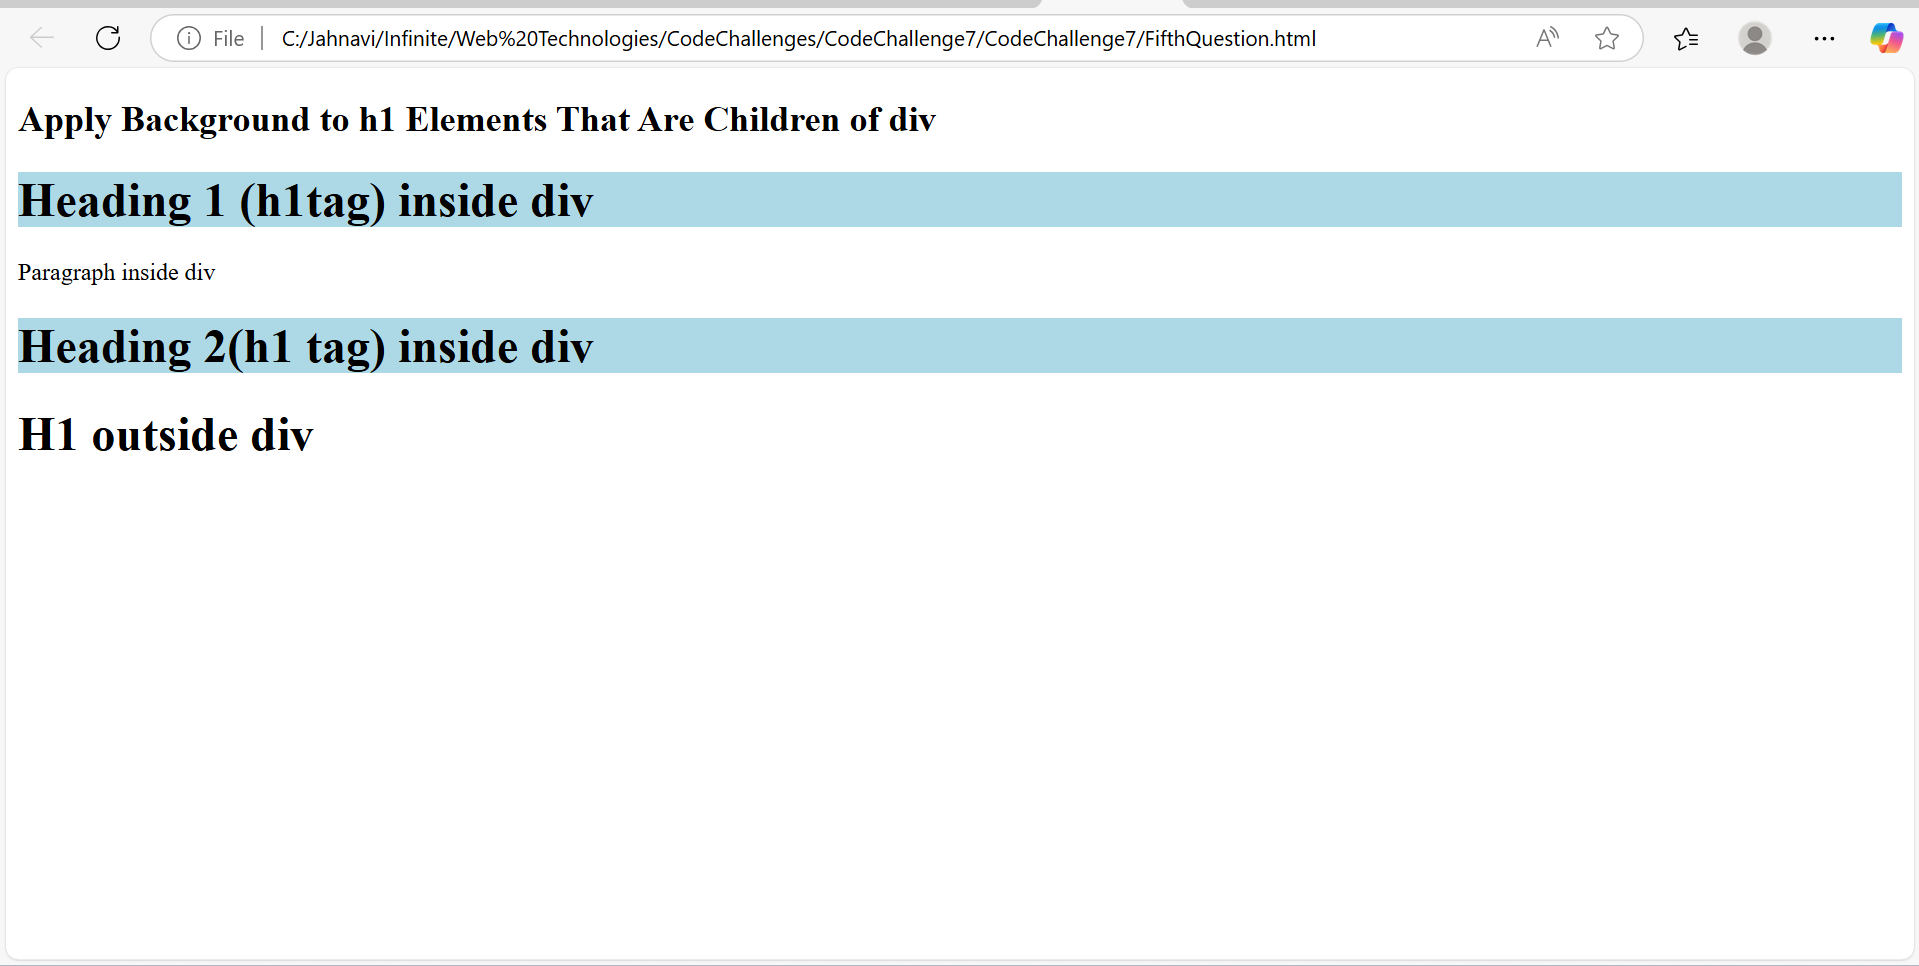 File C:/Jahnavi/Infinite/Web%20Technologies/CodeChallenges/CodeChallenge7/CodeChallenge7/FifthQuestion.html
Apply Background to h1 Elements That Are Children of div
Heading 1 (h1tag) inside div
Paragraph inside div
Heading 2(h1 tag) inside div
H1 outside div